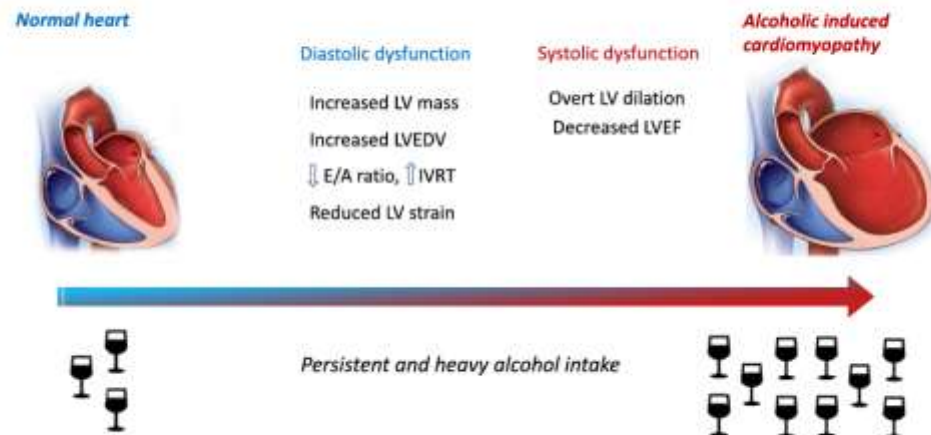 Normal heart
Alcoholic induced
cardiomyopathy
Diastolic dysfunction
Systolic dysfunction
Increased LV mass
Overt LV dilation
Increased LVEDV
Decreased LVEF
⇩ E/A ratio, ⇧ IVRT
Reduced LV strain
Persistent and heavy alcohol intake